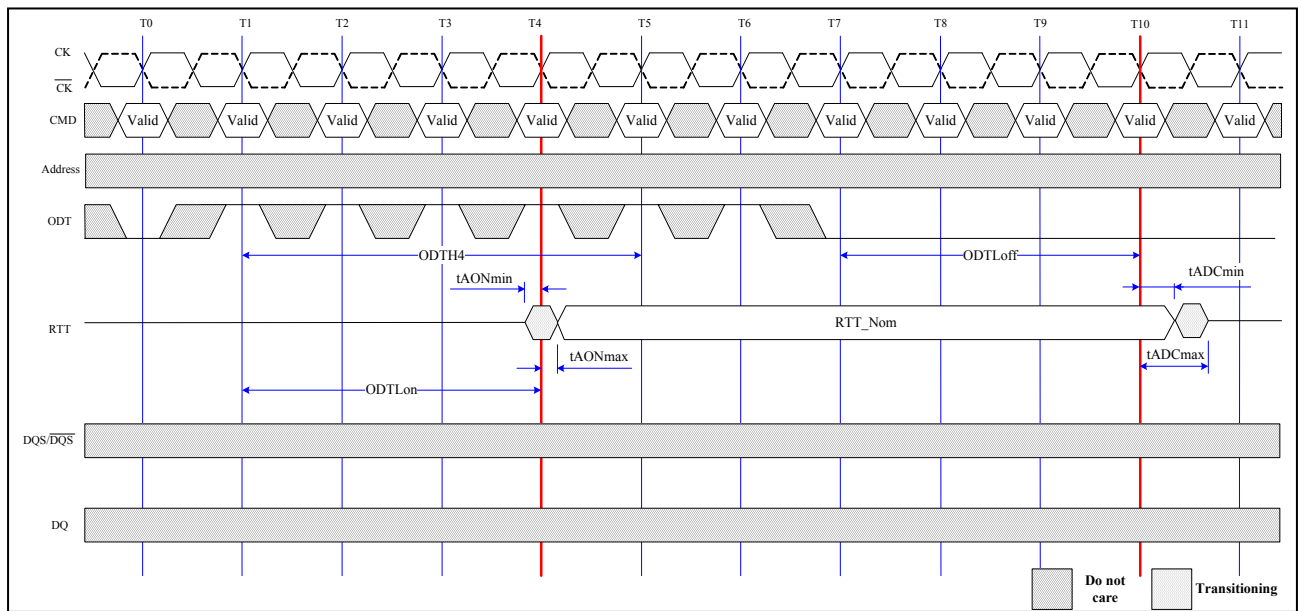 T0 T1 T2 T3 T4 T5 T6 T7 T8 T9 T10 T11
CK
CK
CMD Valid Valid Valid Valid Valid Valid Valid Valid Valid Valid Valid Valid
Address
ODT
ODTH4 ODTLoff
tAONmin tADCmin
RTT RTT_Nom
tAONmax tADCmax
ODTLon
DQS/DQS
DQ
Do not care Transitioning